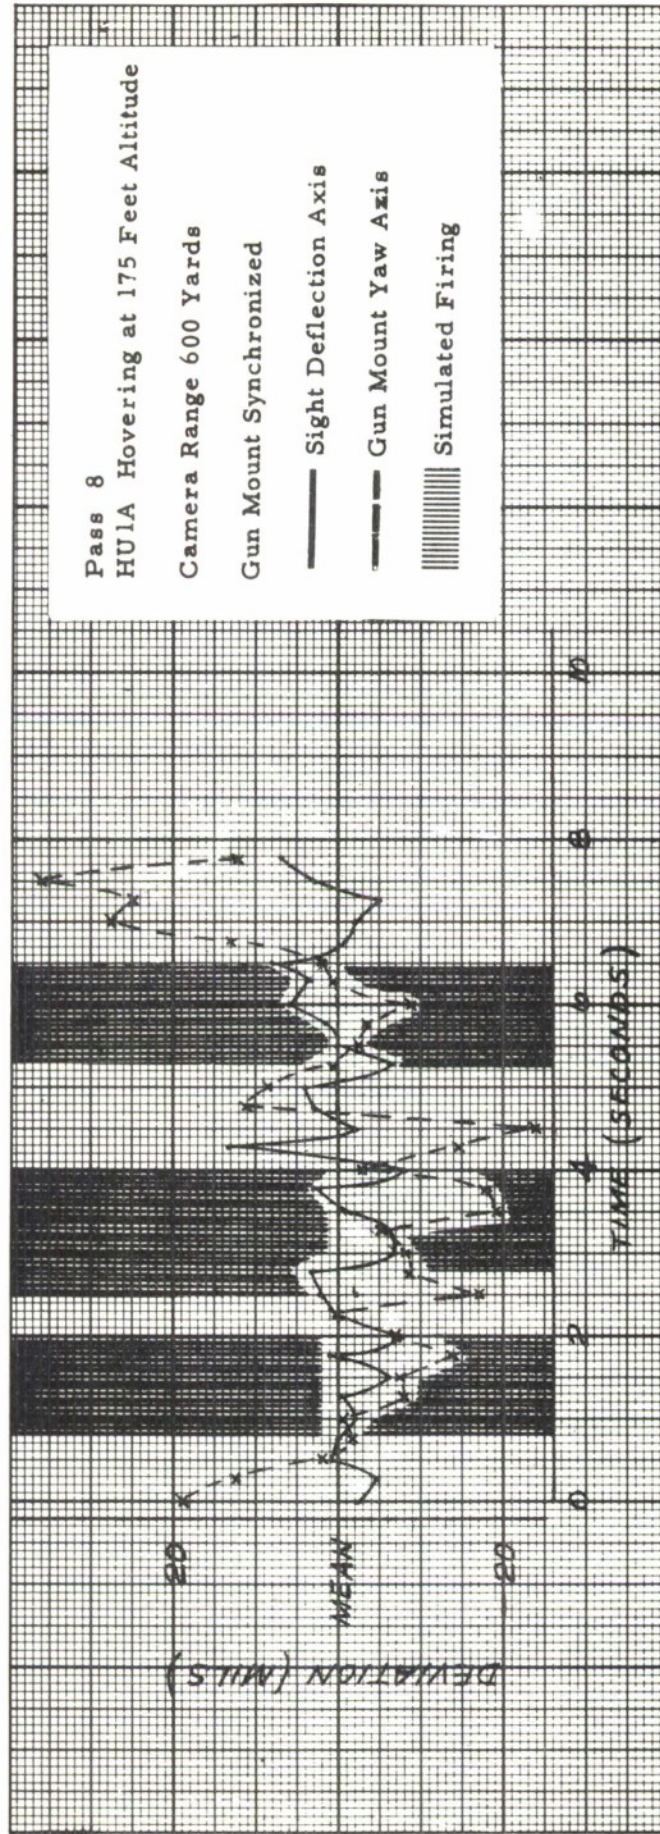 Pass 8
HU1A Hovering at 175 Feet Altitude
Camera Range 600 Yards
Gun Mount Synchronized
Sight Deflection Axis
Gun Mount Yaw Axis
Simulated Firing
DEVIATION (MILS)
20
MEAN
20
0
2
4
6
8
10
TIME (SECONDS)